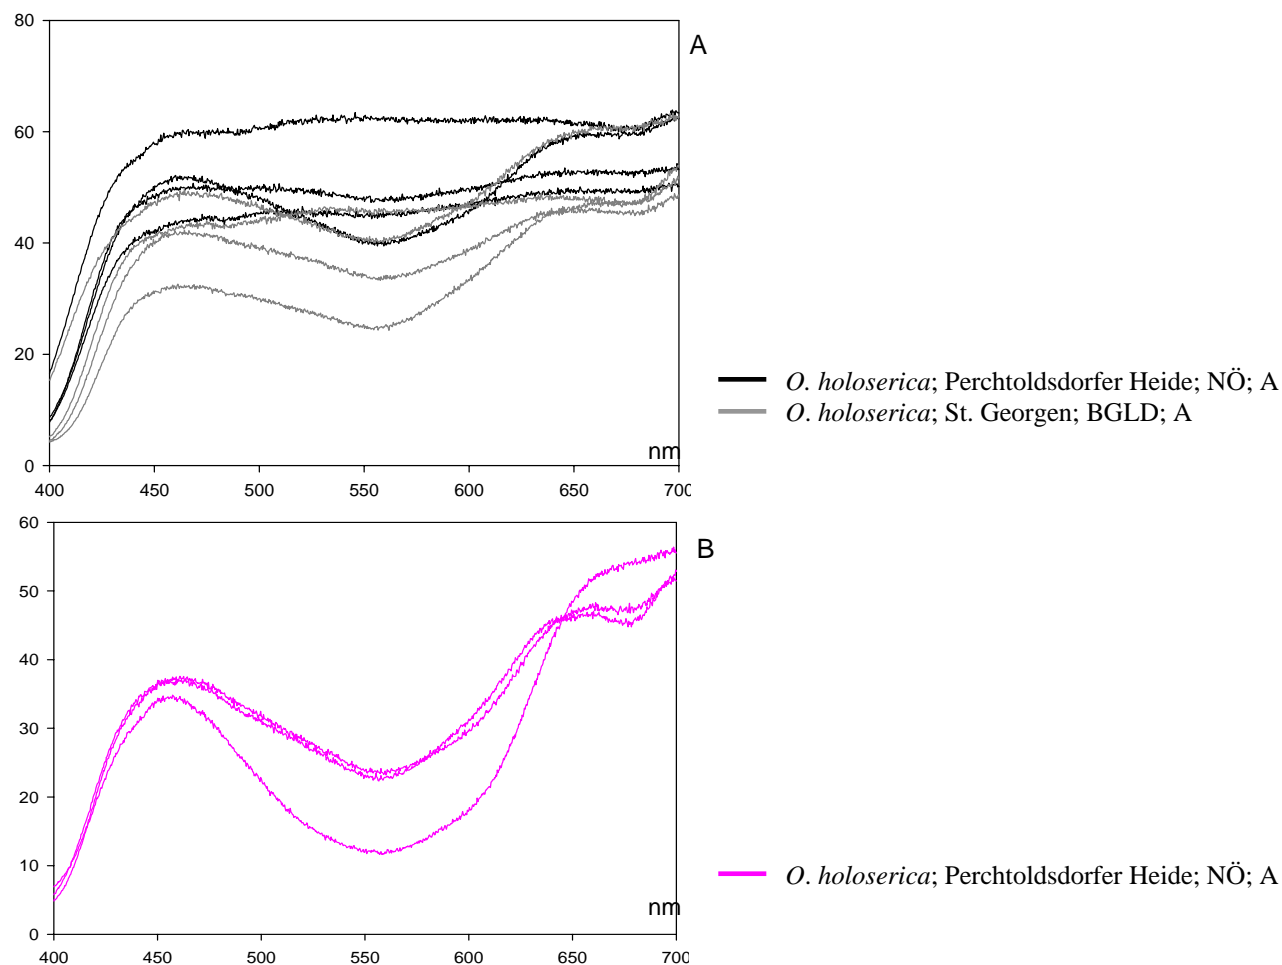 80
A
60
40
20
0
nm
400 450 500 550 600 650 700
O. holoserica; Perchtoldsdorfer Heide; NÖ; A
O. holoserica; St. Georgen; BGLD; A
60
B
50
40
30
20
10
0
nm
400 450 500 550 600 650 700
O. holoserica; Perchtoldsdorfer Heide; NÖ; A